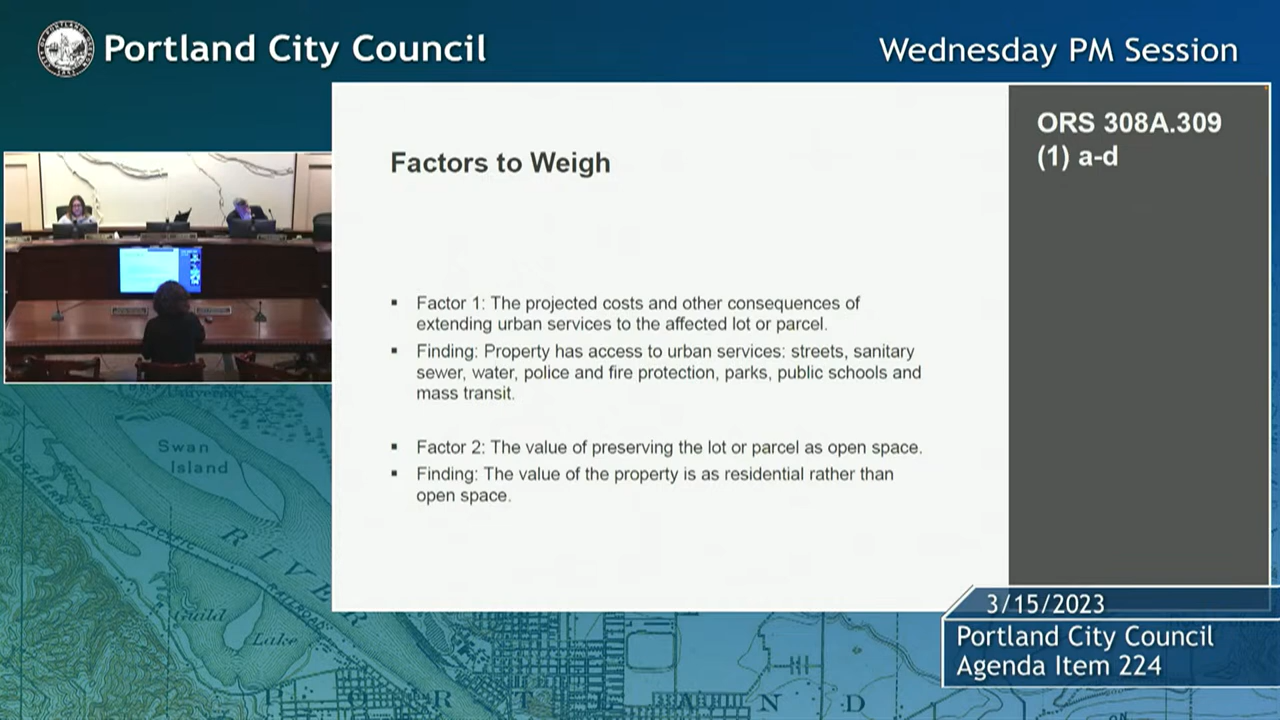 Portland City Council
Wednesday PM Session
ORS 308A.309
(1) a-d
Factors to Weigh
▪ Factor 1: The projected costs and other consequences of
extending urban services to the affected lot or parcel.
▪ Finding: Property has access to urban services: streets, sanitary
sewer, water, police and fire protection, parks, public schools and
mass transit.
▪ Factor 2: The value of preserving the lot or parcel as open space.
▪ Finding: The value of the property is as residential rather than
open space.
Swan
Island
NORTHERN
PACIFIC
RAILROAD
RIVER
Guild
Lake
3/15/2023
Portland City Council
Agenda Item 224